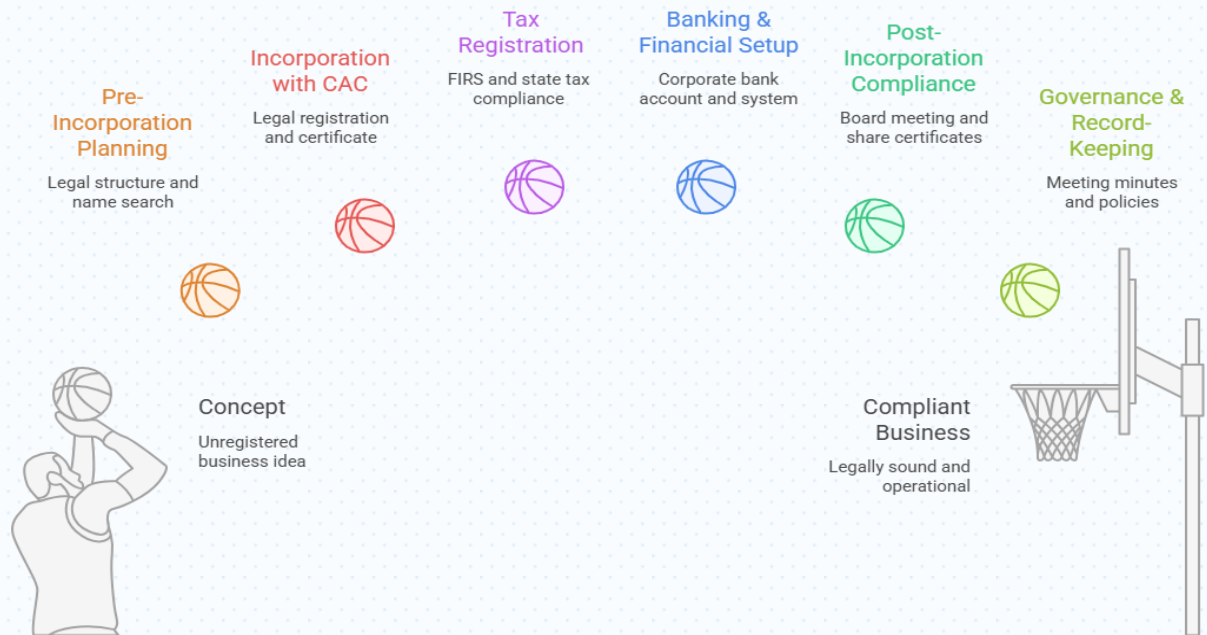 Pre-
Incorporation
Planning
Legal structure and
name search
Incorporation
with CAC
Legal registration
and certificate
Tax
Registration
FIRS and state tax
compliance
Banking &
Financial Setup
Corporate bank
account and system
Post-
Incorporation
Compliance
Board meeting and
share certificates
Governance &
Record-
Keeping
Meeting minutes
and policies
Concept
Unregistered
business idea
Compliant
Business
Legally sound and
operational